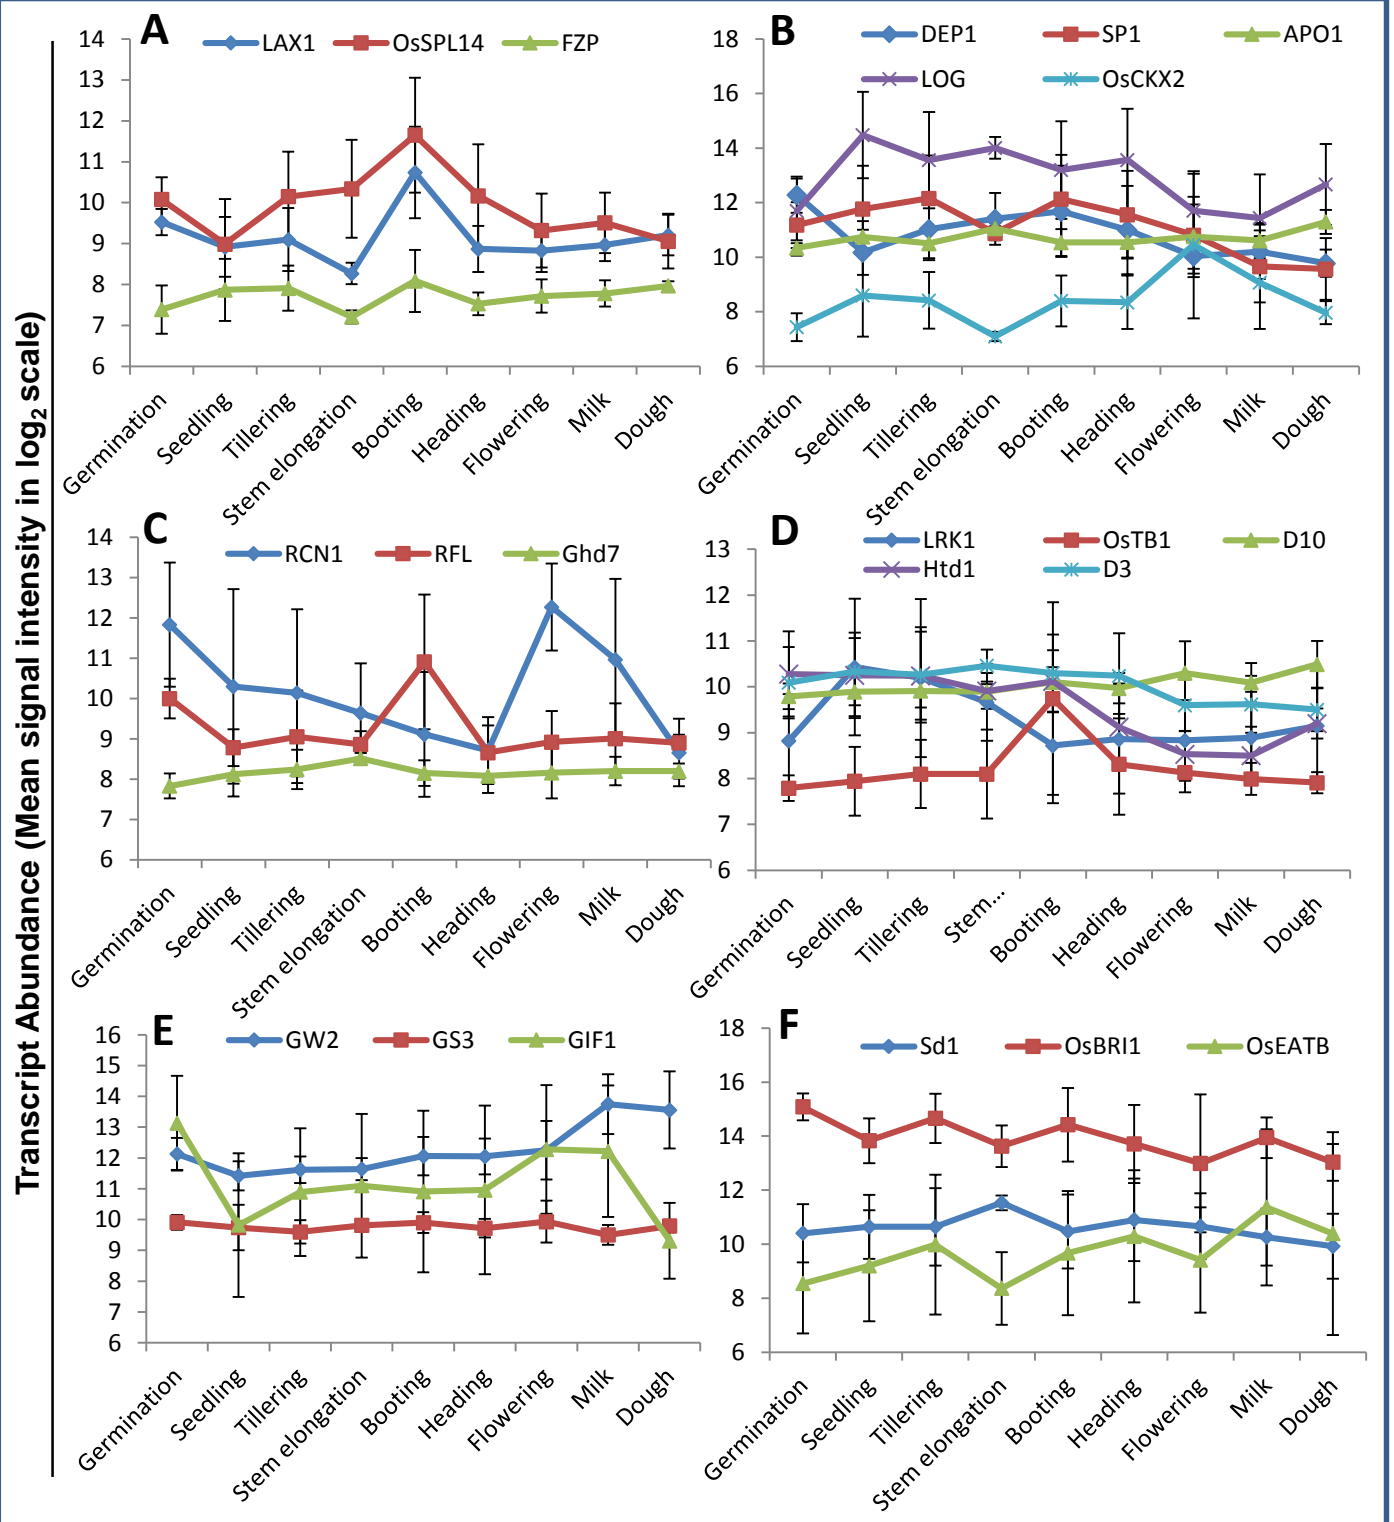 Transcript Abundance (Mean signal intensity in log2 scale)
A
LAX1 OsSPL14 FZP
14
13
12
11
10
9
8
7
6
Germination Seedling Tillering Stem elongation Booting Heading Flowering Milk Dough
B
DEP1 SP1 APO1
LOG OsCKX2
18
16
14
12
10
8
6
Germination Seedling Tillering Stem elongation Booting Heading Flowering Milk Dough
C
RCN1 RFL Ghd7
14
13
12
11
10
9
8
7
6
Germination Seedling Tillering Stem elongation Booting Heading Flowering Milk Dough
D
LRK1 OsTB1 D10
Htd1 D3
13
12
11
10
9
8
7
6
Germination Seedling Tillering Stem... Booting Heading Flowering Milk Dough
E
GW2 GS3 GIF1
16
15
14
13
12
11
10
9
8
7
6
Germination Seedling Tillering Stem elongation Booting Heading Flowering Milk Dough
F
Sd1 OsBRI1 OsEATB
18
16
14
12
10
8
6
Germination Seedling Tillering Stem elongation Booting Heading Flowering Milk Dough